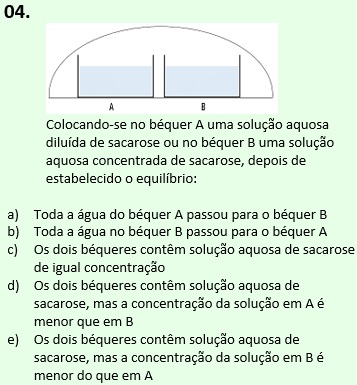 04.
A B
Colocando-se no béquer A uma solução aquosa
diluída de sacarose ou no béquer B uma solução
aquosa concentrada de sacarose, depois de
estabelecido o equilíbrio:
a) Toda a água do béquer A passou para o béquer B
b) Toda a água no béquer B passou para o béquer A
c) Os dois béqueres contêm solução aquosa de sacarose
de igual concentração
d) Os dois béqueres contêm solução aquosa de
sacarose, mas a concentração da solução em A é
menor que em B
e) Os dois béqueres contêm solução aquosa de
sacarose, mas a concentração da solução em B é
menor do que em A